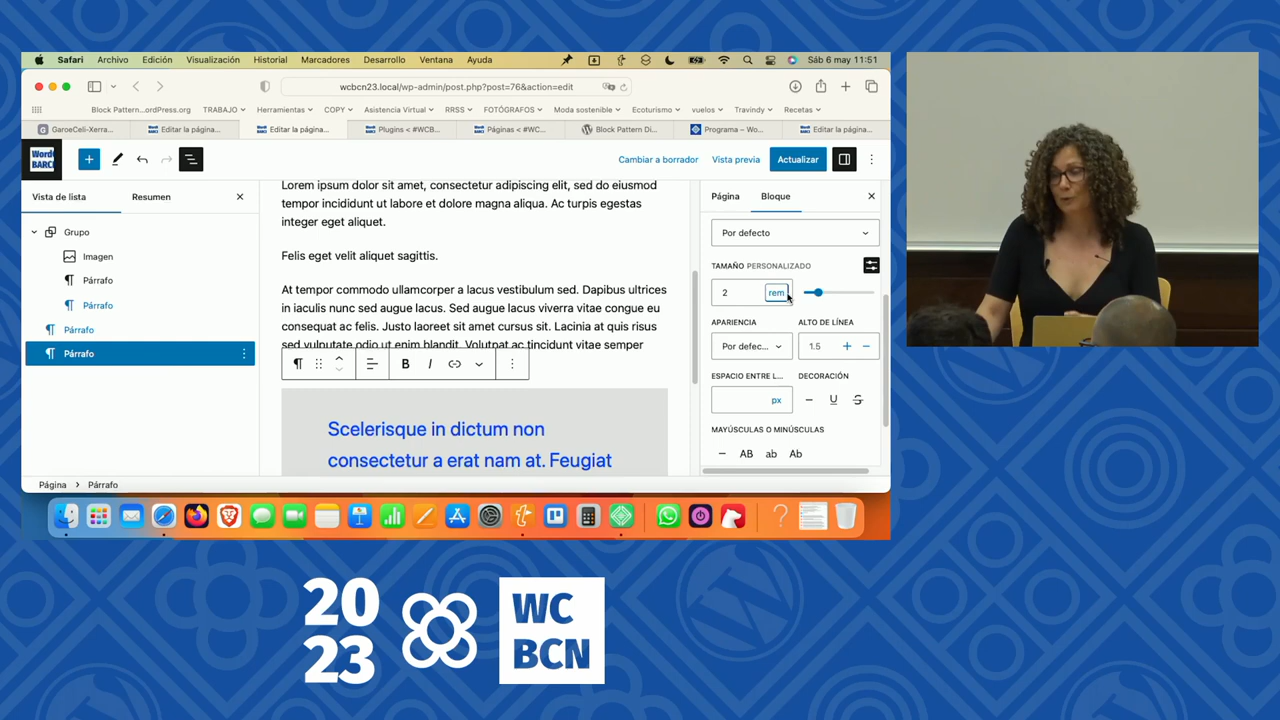 Safari Archivo Edición Visualización Historial Marcadores Desarrollo Ventana Ayuda
Sáb 6 may 11:51
wcbcn23.local/wp-admin/post.php?post=76&action=edit
Block Pattern...ordPress.org TRABAJO Herramientas COPY Asistencia Virtual RRSS FOTÓGRAFOS Moda sostenible Ecoturismo vuelos Travindy Recetas
GaroeCeli-Xerra... Editar la página... Editar la página... Plugins < #WCB... Páginas < #WC... Block Pattern Di... Programa – Wo... Editar la página...
Word
BARC
Cambiar a borrador Vista previa Actualizar
Vista de lista Resumen
Grupo
Imagen
Párrafo
Párrafo
Párrafo
Párrafo
Lorem ipsum dolor sit amet, consectetur adipiscing elit, sed do eiusmod
tempor incididunt ut labore et dolore magna aliqua. Ac turpis egestas
integer eget aliquet.
Felis eget velit aliquet sagittis.
At tempor commodo ullamcorper a lacus vestibulum sed. Dapibus ultrices
in iaculis nunc sed augue lacus. Sed augue lacus viverra vitae congue eu
consequat ac felis. Justo laoreet sit amet cursus sit. Lacinia at quis risus
sed vulputate odio ut enim blandit. Volutpat ac tincidunt vitae semper
B I
Scelerisque in dictum non
consectetur a erat nam at. Feugiat
Página Bloque
Por defecto
TAMAÑO PERSONALIZADO
2 rem
APARIENCIA ALTO DE LÍNEA
Por defec... 1.5 + −
ESPACIO ENTRE L... DECORACIÓN
px − U S
MAYÚSCULAS O MINÚSCULAS
− AB ab Ab
Página > Párrafo
20
23
WC
BCN